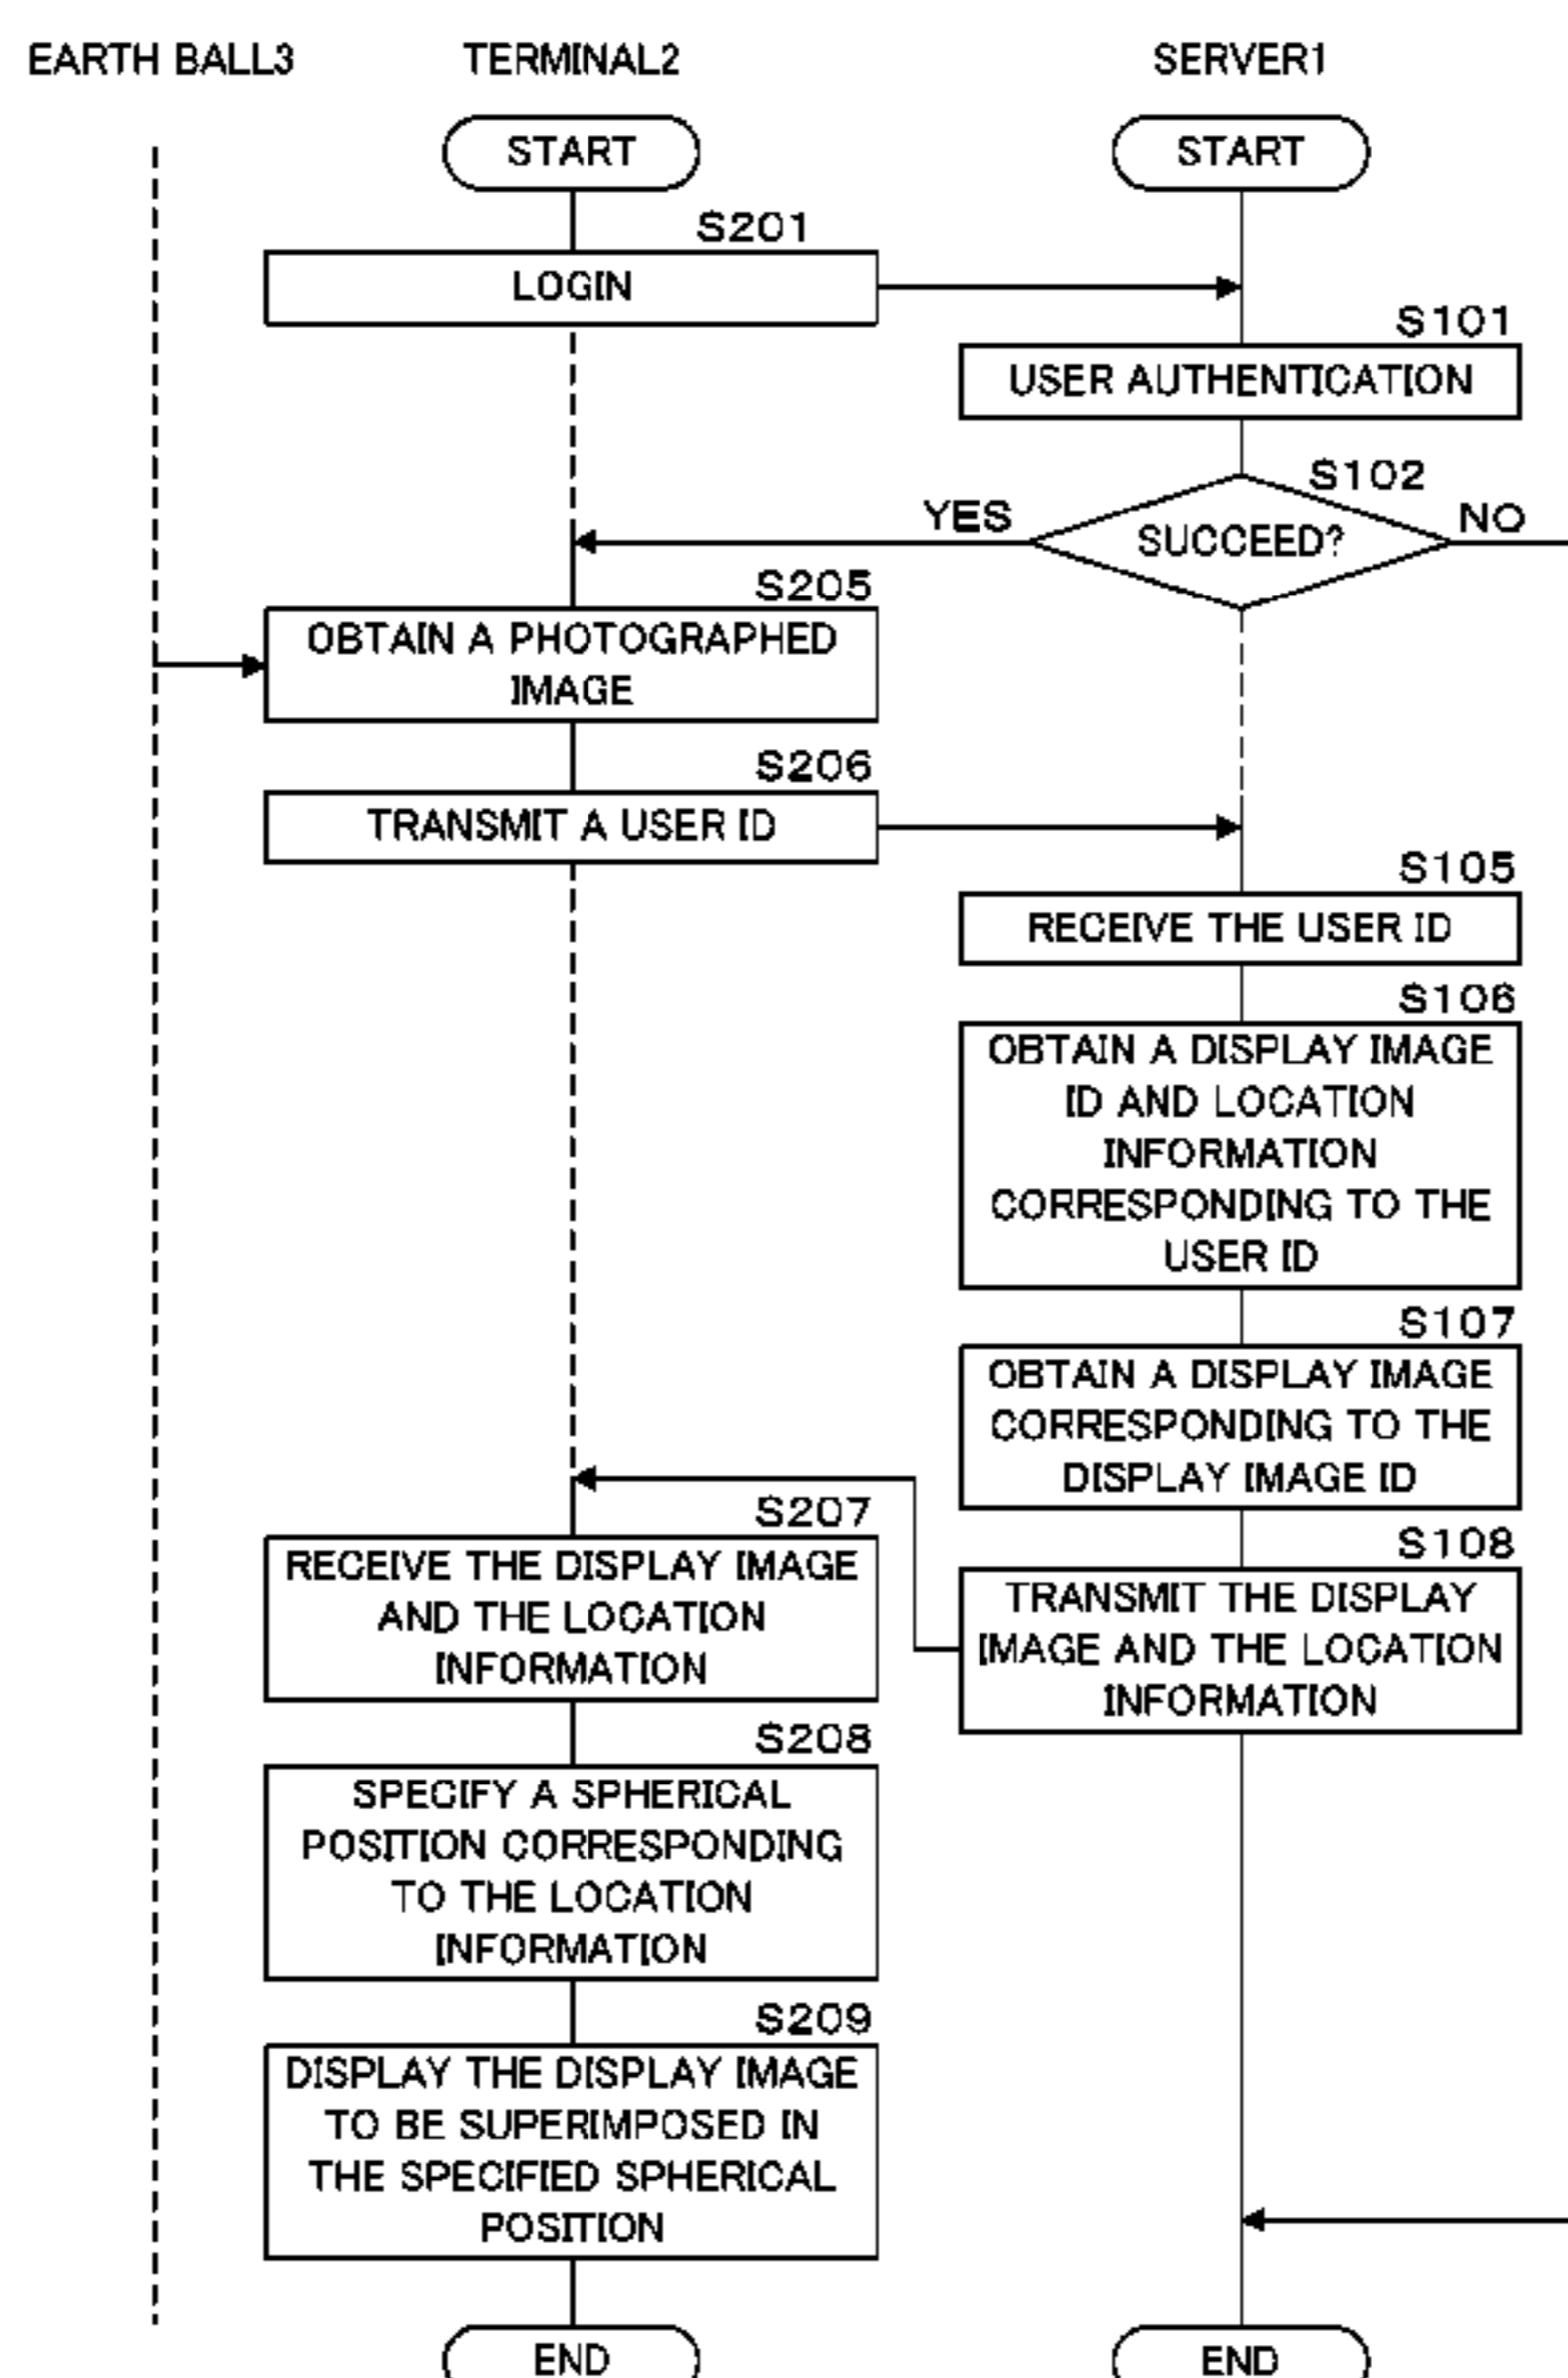 EARTH BALL3
TERMINAL2
SERVER1
START
START
S201
LOGIN
S101
USER AUTHENTICATION
S102
YES
SUCCEED?
NO
S205
OBTAIN A PHOTOGRAPHED
IMAGE
S206
TRANSMIT A USER ID
S105
RECEIVE THE USER ID
S106
OBTAIN A DISPLAY IMAGE
ID AND LOCATION
INFORMATION
CORRESPONDING TO THE
USER ID
S107
OBTAIN A DISPLAY IMAGE
CORRESPONDING TO THE
DISPLAY IMAGE ID
S108
TRANSMIT THE DISPLAY
IMAGE AND THE LOCATION
INFORMATION
S207
RECEIVE THE DISPLAY IMAGE
AND THE LOCATION
INFORMATION
S208
SPECIFY A SPHERICAL
POSITION CORRESPONDING
TO THE LOCATION
INFORMATION
S209
DISPLAY THE DISPLAY IMAGE
TO BE SUPERIMPOSED IN
THE SPECIFIED SPHERICAL
POSITION
END
END